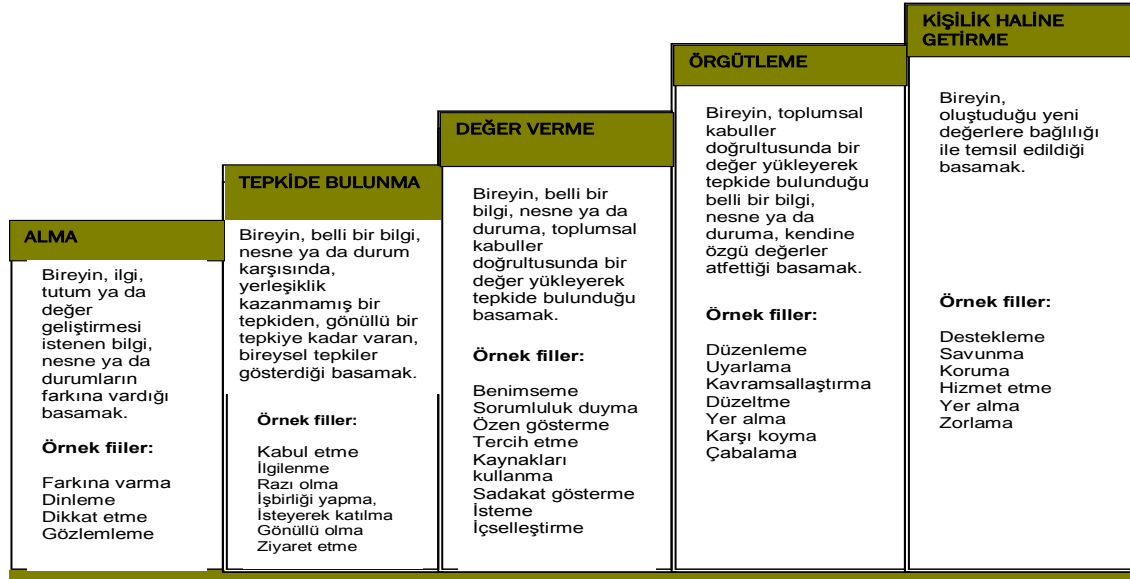 ALMA
Bireyin, ilgi,
tutum ya da
değer
geliştirmesi
istenen bilgi,
nesne ya da
durumların
farkına vardığı
basamak.
Örnek fiiler:
Farkına varma
Dinleme
Dikkat etme
Gözlemleme
TEPKİDE BULUNMA
Bireyin, belli bir bilgi,
nesne ya da durum
karşısında,
yerleşiklik
kazanmamış bir
tepkiden, gönüllü bir
tepkiye kadar varan,
bireysel tepkiler
gösterdiği basamak.
Örnek filler:
Kabul etme
İlgilenme
Razı olma
İşbirliği yapma,
İsteyerek katılma
Gönüllü olma
Ziyaret etme
DEĞER VERME
Bireyin, belli bir
bilgi, nesne ya da
duruma, toplumsal
kabuller
doğrultusunda bir
değer yükleyerek
tepkide bulunduğu
basamak.
Örnek filler:
Benimseme
Sorumluluk duyma
Özen gösterme
Tercih etme
Kaynakları
kullanma
Sadakat gösterme
İsteme
İçselleştirme
ÖRGÜTLEME
Bireyin, toplumsal
kabuller
doğrultusunda bir
değer yükleyerek
tepkide bulunduğu
belli bir bilgi,
nesne ya da
duruma, kendine
özgü değerler
atfettiği basamak.
Örnek filler:
Düzenleme
Uyarlama
Kavramsallaştırma
Düzeltme
Yer alma
Karşı koyma
Çabalama
KİŞİLİK HALİNE
GETİRME
Bireyin,
oluştuduğu yeni
değerlere bağlılığı
ile temsil edildiği
basamak.
Örnek filler:
Destekleme
Savunma
Koruma
Hizmet etme
Yer alma
Zorlama